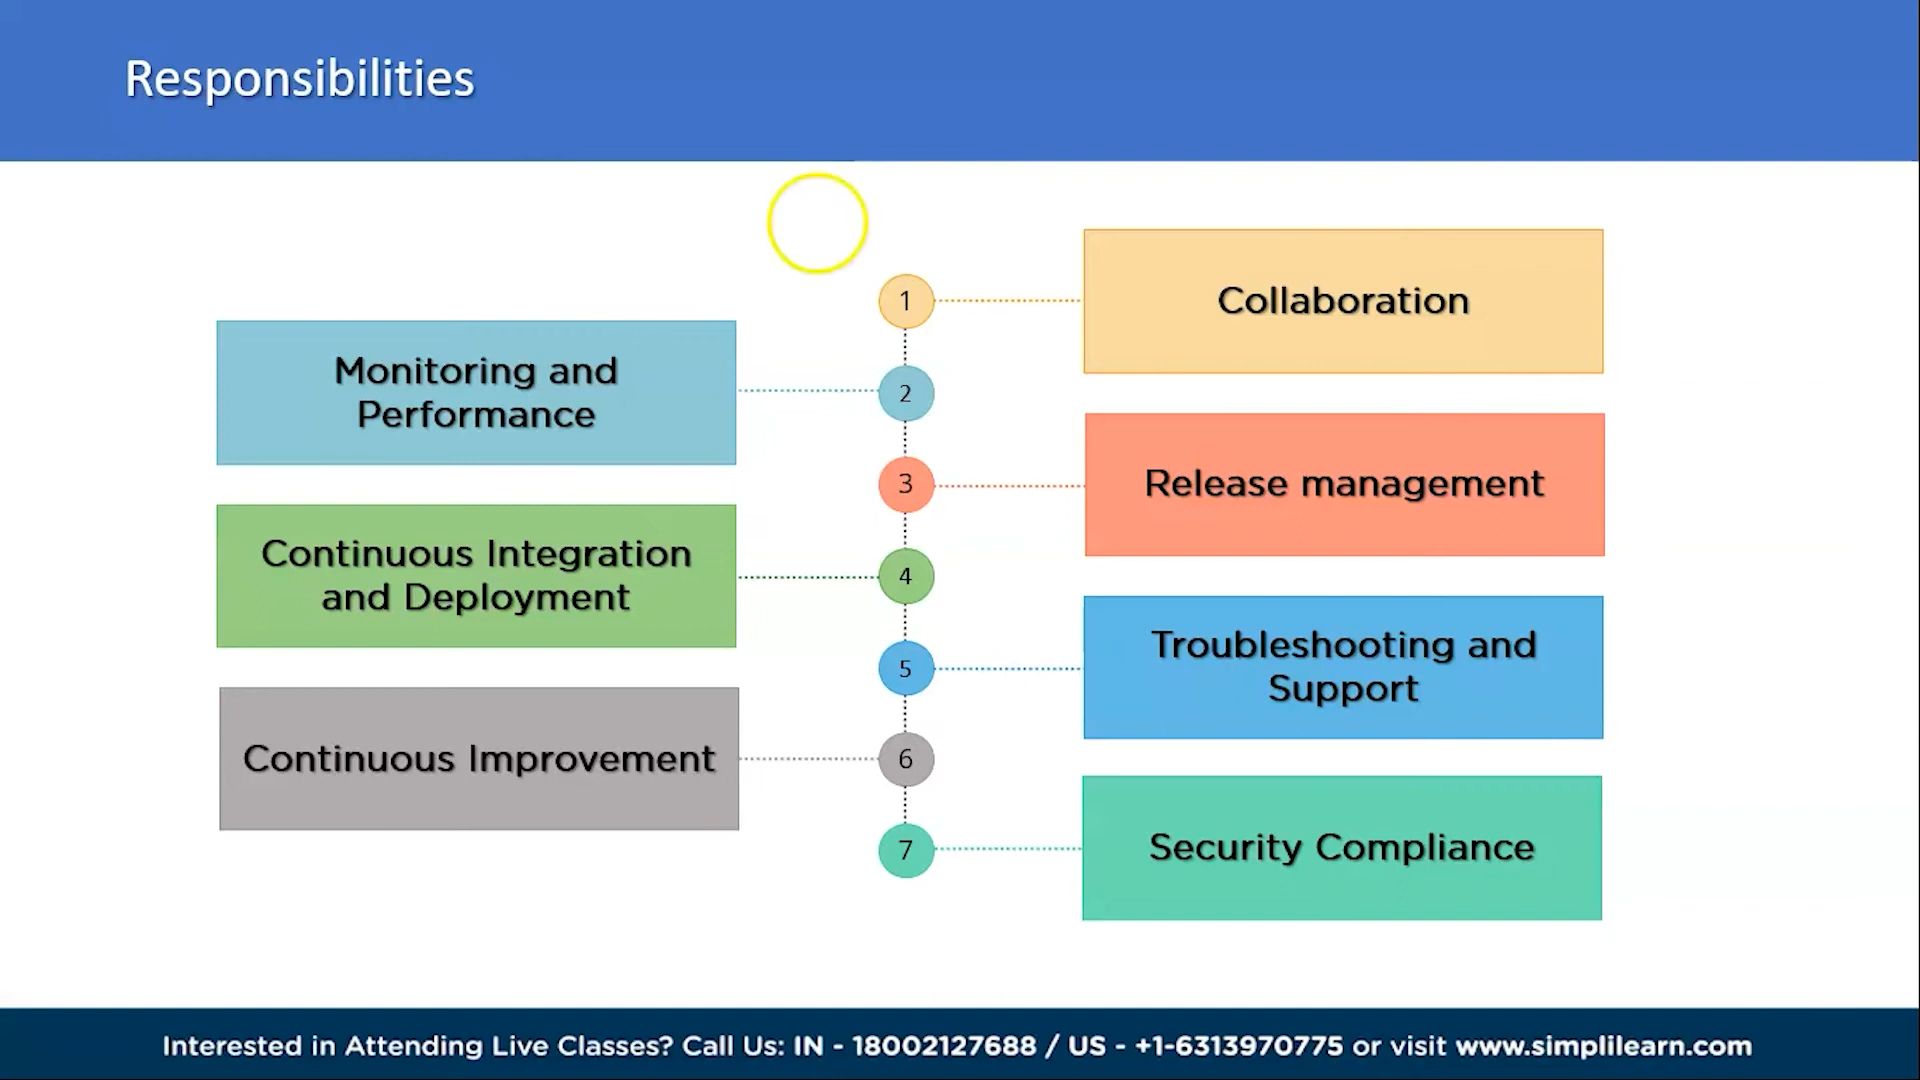 Responsibilities
1
Collaboration
Monitoring and
Performance
2
3
Release management
Continuous Integration
and Deployment
4
5
Troubleshooting and
Support
Continuous Improvement
6
7
Security Compliance
Interested in Attending Live Classes? Call Us: IN - 18002127688 / US - +1-6313970775 or visit www.simplilearn.com